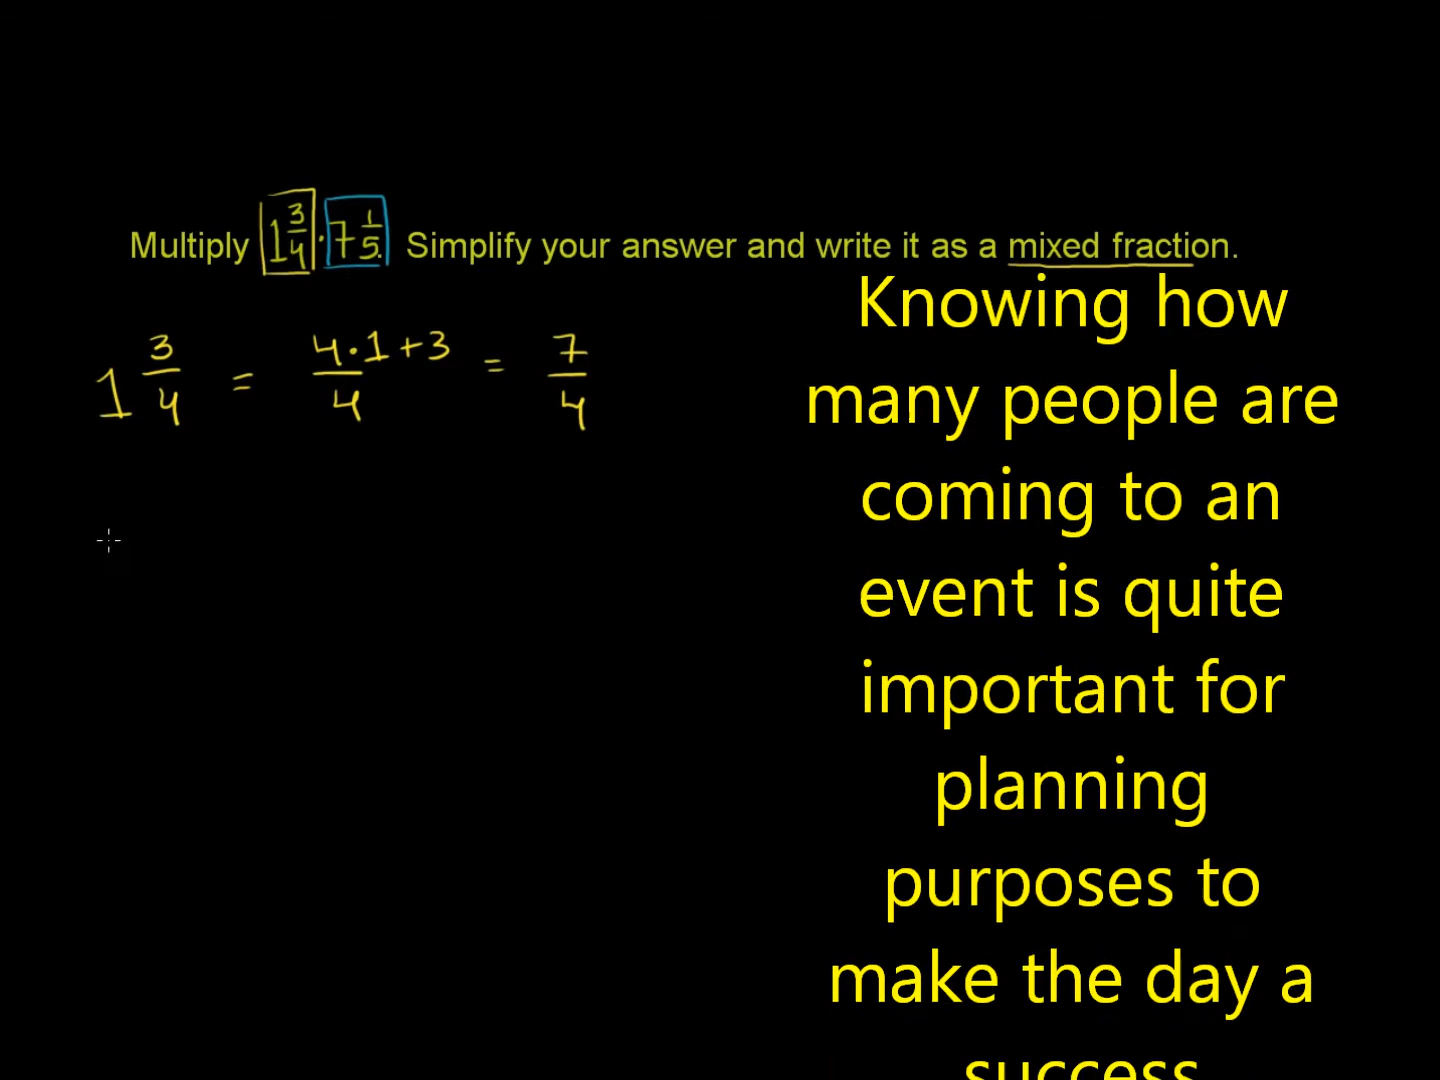 Multiply 1 3/4 · 7 1/5. Simplify your answer and write it as a mixed fraction.
1 3/4 = 4·1+3/4 = 7/4
Knowing how
many people are
coming to an
event is quite
important for
planning
purposes to
make the day a
success